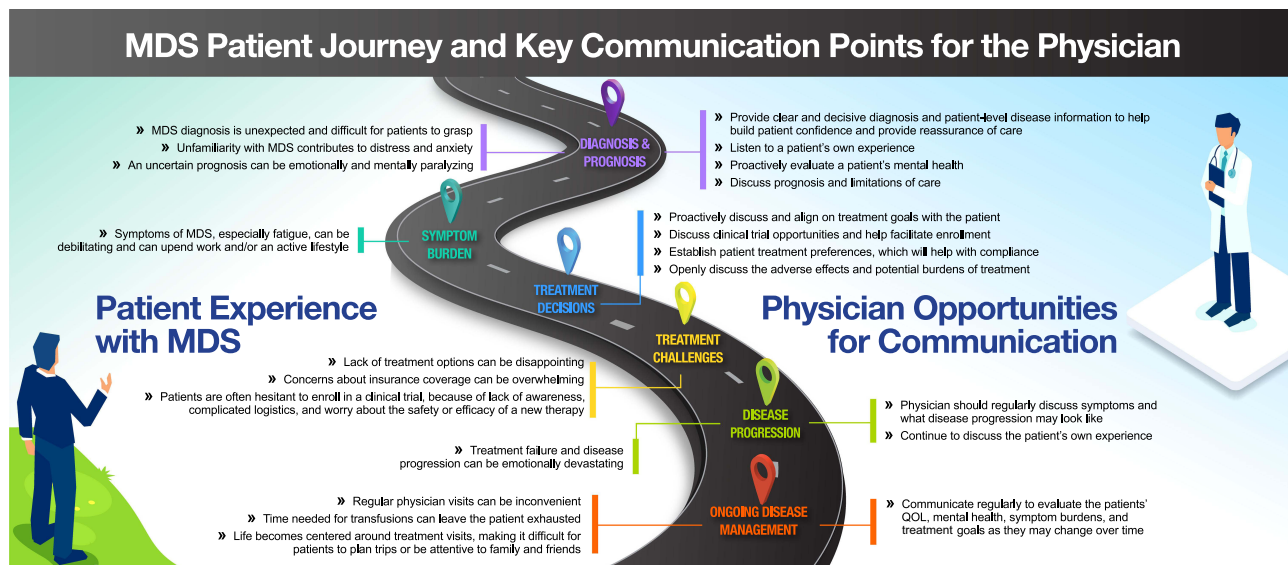 MDS Patient Journey and Key Communication Points for the Physician
» MDS diagnosis is unexpected and difficult for patients to grasp
» Unfamiliarity with MDS contributes to distress and anxiety
» An uncertain prognosis can be emotionally and mentally paralyzing
DIAGNOSIS &
PROGNOSIS
» Provide clear and decisive diagnosis and patient-level disease information to help
build patient confidence and provide reassurance of care
» Listen to a patient's own experience
» Proactively evaluate a patient's mental health
» Discuss prognosis and limitations of care
» Symptoms of MDS, especially fatigue, can be
debilitating and can upend work and/or an active lifestyle
SYMPTOM
BURDEN
» Proactively discuss and align on treatment goals with the patient
» Discuss clinical trial opportunities and help facilitate enrollment
» Establish patient treatment preferences, which will help with compliance
» Openly discuss the adverse effects and potential burdens of treatment
TREATMENT
DECISIONS
Patient Experience
with MDS
Physician Opportunities
for Communication
TREATMENT
CHALLENGES
» Lack of treatment options can be disappointing
» Concerns about insurance coverage can be overwhelming
» Patients are often hesitant to enroll in a clinical trial, because of lack of awareness,
complicated logistics, and worry about the safety or efficacy of a new therapy
DISEASE
PROGRESSION
» Physician should regularly discuss symptoms and
what disease progression may look like
» Continue to discuss the patient's own experience
» Treatment failure and disease
progression can be emotionally devastating
» Regular physician visits can be inconvenient
» Time needed for transfusions can leave the patient exhausted
» Life becomes centered around treatment visits, making it difficult for
patients to plan trips or be attentive to family and friends
ONGOING DISEASE
MANAGEMENT
» Communicate regularly to evaluate the patients'
QOL, mental health, symptom burdens, and
treatment goals as they may change over time